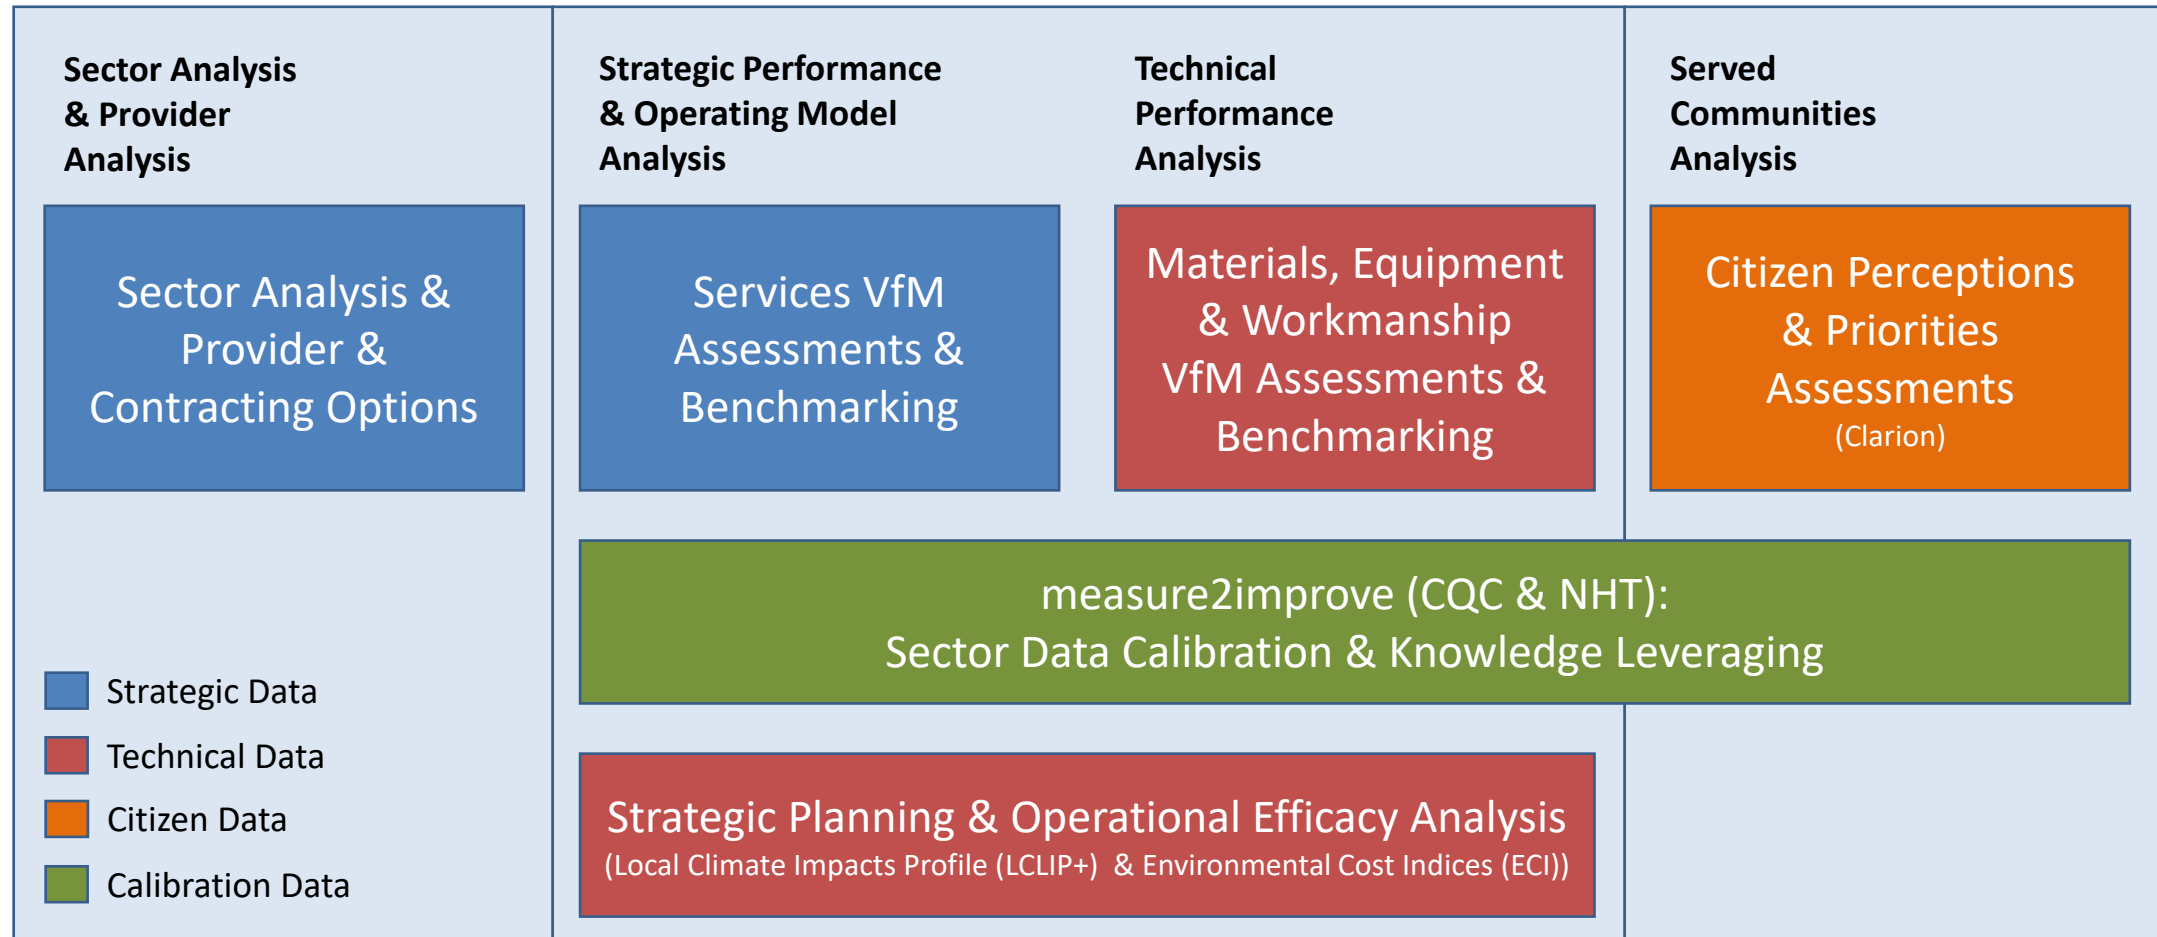 Sector Analysis
& Provider
Analysis
Strategic Performance
& Operating Model
Analysis
Technical
Performance
Analysis
Served
Communities
Analysis
Sector Analysis &
Provider &
Contracting Options
Services VfM
Assessments &
Benchmarking
Materials, Equipment
& Workmanship
VfM Assessments &
Benchmarking
Citizen Perceptions
& Priorities
Assessments
(Clarion)
measure2improve (CQC & NHT):
Sector Data Calibration & Knowledge Leveraging
Strategic Data
Technical Data
Citizen Data
Calibration Data
Strategic Planning & Operational Efficacy Analysis
(Local Climate Impacts Profile (LCLIP+)  & Environmental Cost Indices (ECI))